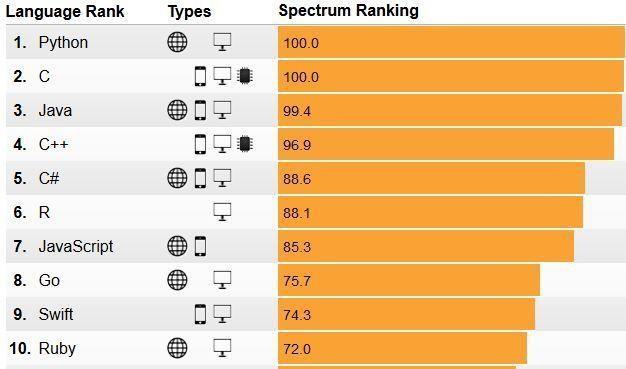 Language Rank Types Spectrum Ranking
1. Python 100.0
2. C 100.0
3. Java 99.4
4. C++ 96.9
5. C# 88.6
6. R 88.1
7. JavaScript 85.3
8. Go 75.7
9. Swift 74.3
10. Ruby 72.0